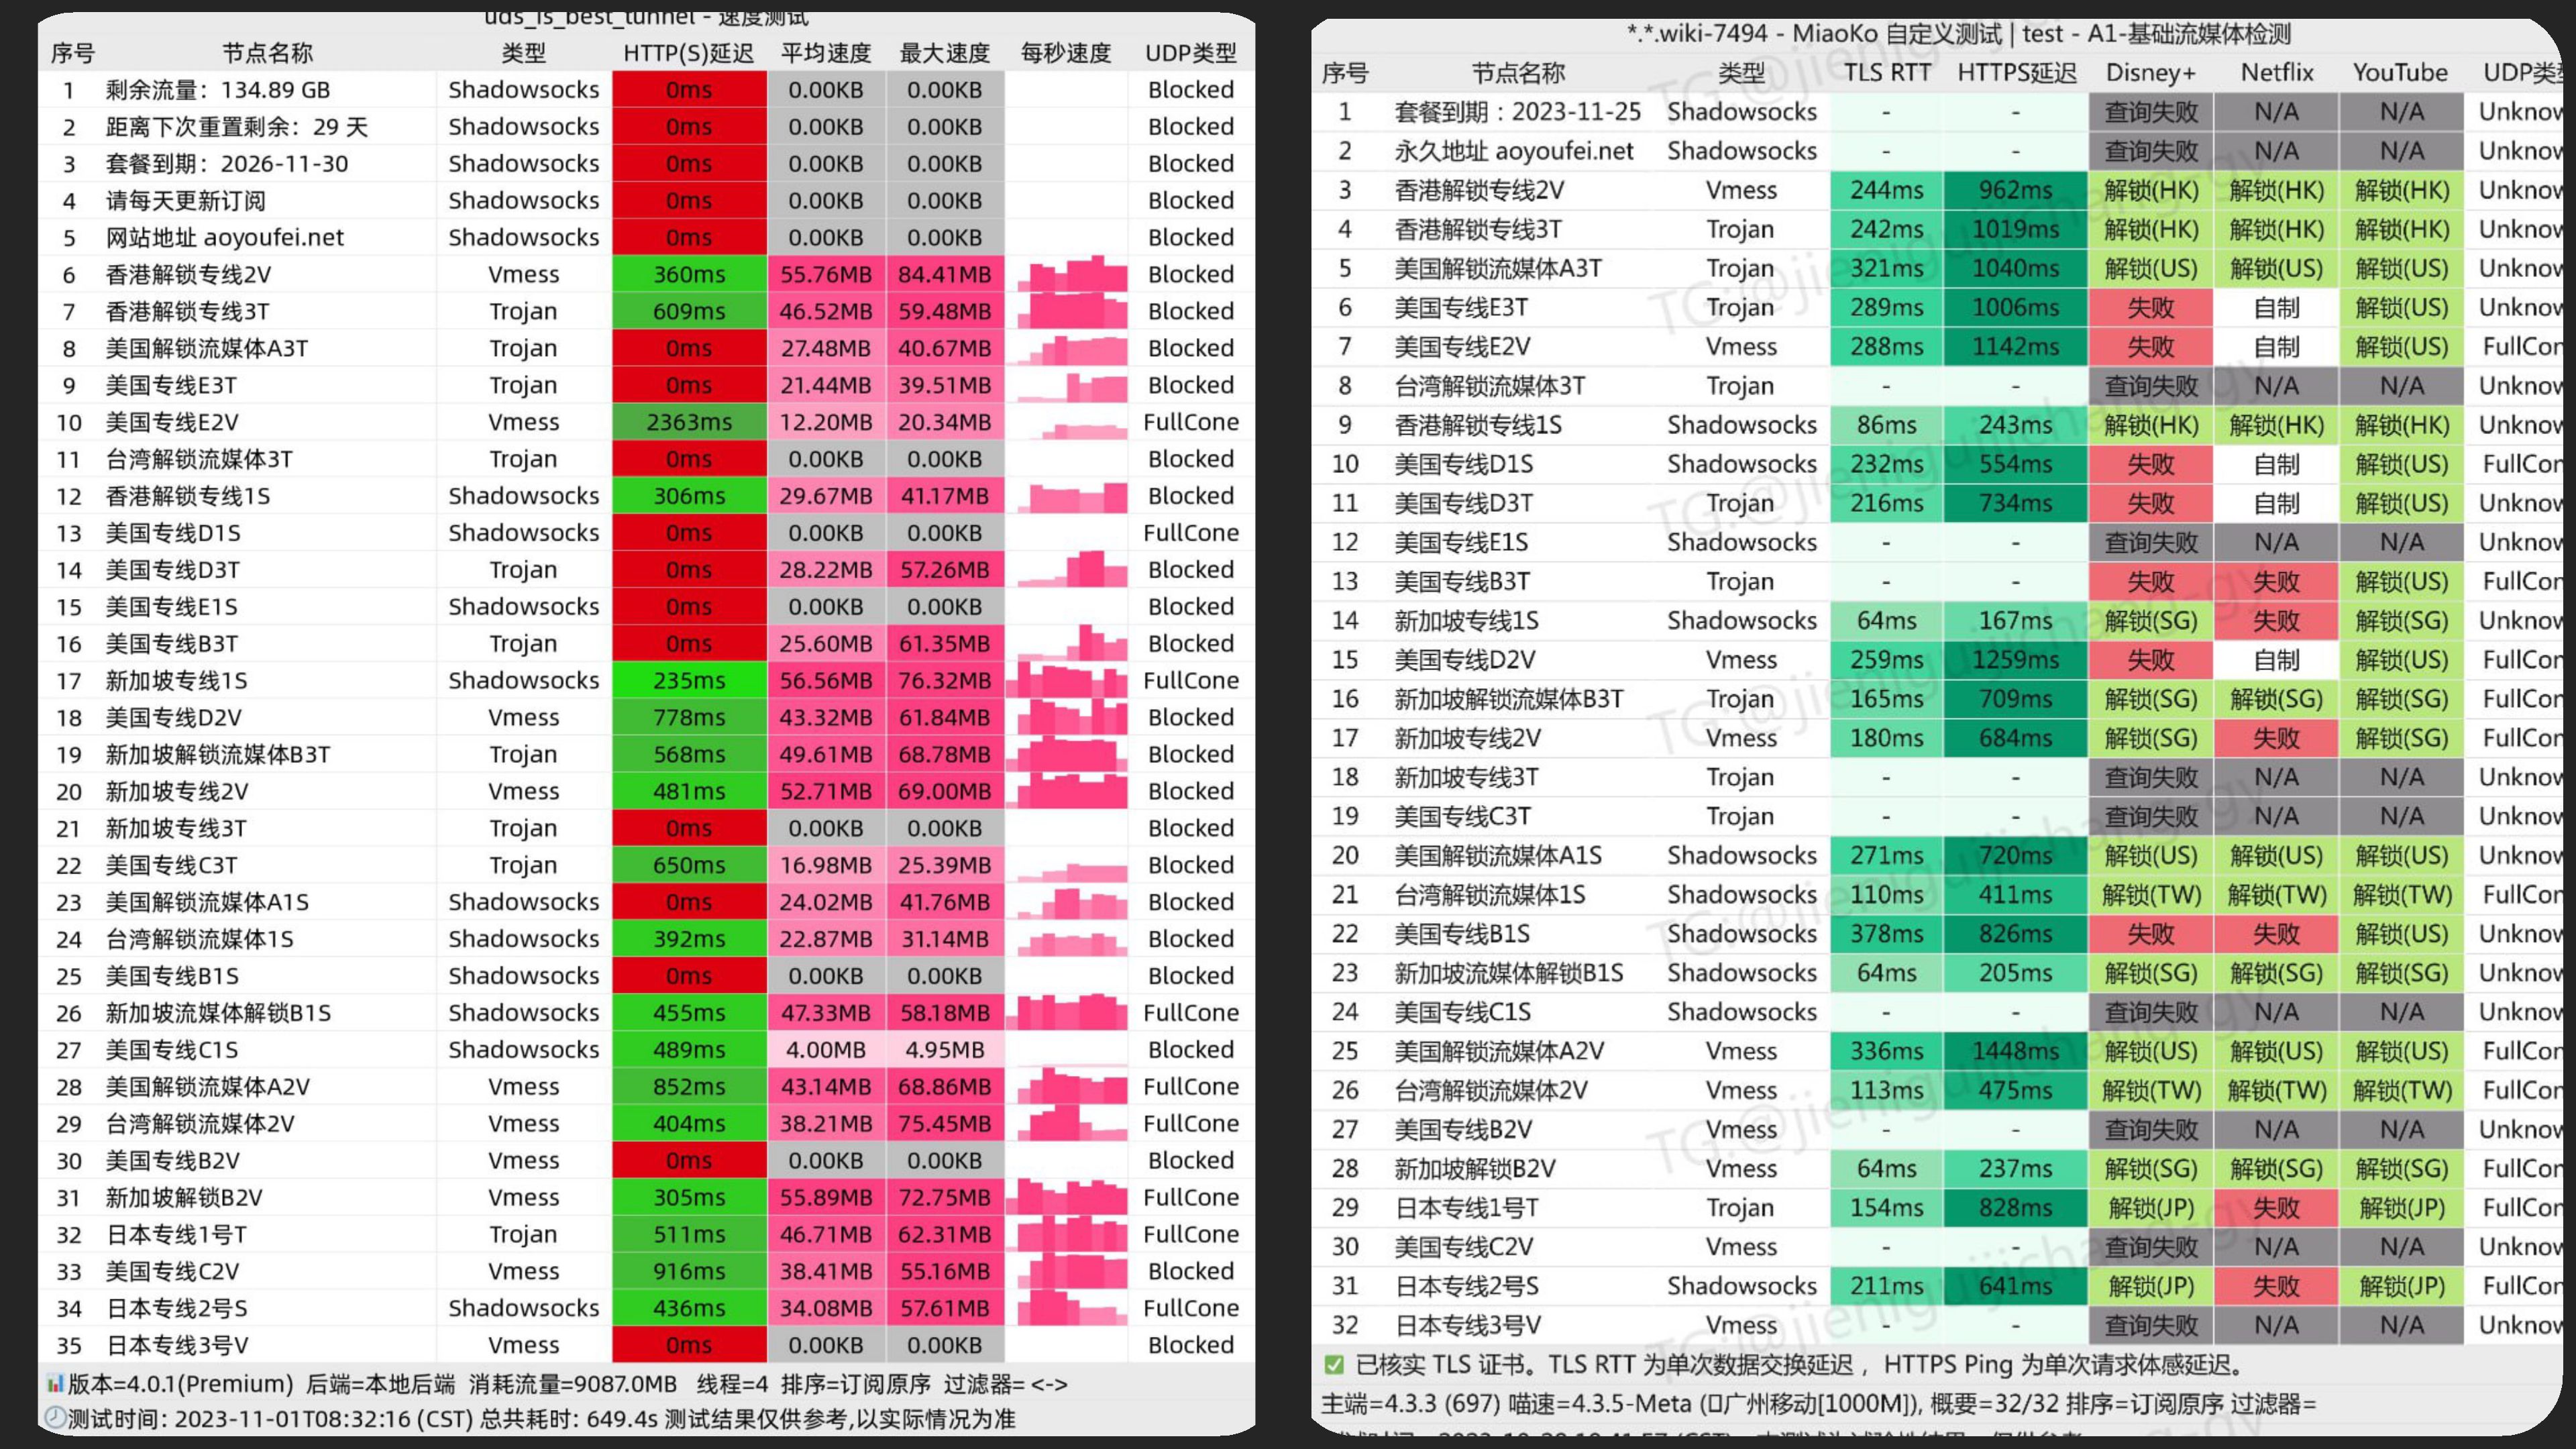 uds_is_best_tunnel - 速度测试
序号 节点名称 类型 HTTP(S)延迟 平均速度 最大速度 每秒速度 UDP类型
1 剩余流量：134.89 GB Shadowsocks 0ms 0.00KB 0.00KB Blocked
2 距离下次重置剩余：29 天 Shadowsocks 0ms 0.00KB 0.00KB Blocked
3 套餐到期：2026-11-30 Shadowsocks 0ms 0.00KB 0.00KB Blocked
4 请每天更新订阅 Shadowsocks 0ms 0.00KB 0.00KB Blocked
5 网站地址 aoyoufei.net Shadowsocks 0ms 0.00KB 0.00KB Blocked
6 香港解锁专线2V Vmess 360ms 55.76MB 84.41MB Blocked
7 香港解锁专线3T Trojan 609ms 46.52MB 59.48MB Blocked
8 美国解锁流媒体A3T Trojan 0ms 27.48MB 40.67MB Blocked
9 美国专线E3T Trojan 0ms 21.44MB 39.51MB Blocked
10 美国专线E2V Vmess 2363ms 12.20MB 20.34MB FullCone
11 台湾解锁流媒体3T Trojan 0ms 0.00KB 0.00KB Blocked
12 香港解锁专线1S Shadowsocks 306ms 29.67MB 41.17MB Blocked
13 美国专线D1S Shadowsocks 0ms 0.00KB 0.00KB FullCone
14 美国专线D3T Trojan 0ms 28.22MB 57.26MB Blocked
15 美国专线E1S Shadowsocks 0ms 0.00KB 0.00KB Blocked
16 美国专线B3T Trojan 0ms 25.60MB 61.35MB Blocked
17 新加坡专线1S Shadowsocks 235ms 56.56MB 76.32MB FullCone
18 美国专线D2V Vmess 778ms 43.32MB 61.84MB Blocked
19 新加坡解锁流媒体B3T Trojan 568ms 49.61MB 68.78MB Blocked
20 新加坡专线2V Vmess 481ms 52.71MB 69.00MB Blocked
21 新加坡专线3T Trojan 0ms 0.00KB 0.00KB Blocked
22 美国专线C3T Trojan 650ms 16.98MB 25.39MB Blocked
23 美国解锁流媒体A1S Shadowsocks 0ms 24.02MB 41.76MB Blocked
24 台湾解锁流媒体1S Shadowsocks 392ms 22.87MB 31.14MB Blocked
25 美国专线B1S Shadowsocks 0ms 0.00KB 0.00KB Blocked
26 新加坡流媒体解锁B1S Shadowsocks 455ms 47.33MB 58.18MB FullCone
27 美国专线C1S Shadowsocks 489ms 4.00MB 4.95MB Blocked
28 美国解锁流媒体A2V Vmess 852ms 43.14MB 68.86MB FullCone
29 台湾解锁流媒体2V Vmess 404ms 38.21MB 75.45MB FullCone
30 美国专线B2V Vmess 0ms 0.00KB 0.00KB Blocked
31 新加坡解锁B2V Vmess 305ms 55.89MB 72.75MB FullCone
32 日本专线1号T Trojan 511ms 46.71MB 62.31MB FullCone
33 美国专线C2V Vmess 916ms 38.41MB 55.16MB Blocked
34 日本专线2号S Shadowsocks 436ms 34.08MB 57.61MB FullCone
35 日本专线3号V Vmess 0ms 0.00KB 0.00KB Blocked
版本=4.0.1(Premium) 后端=本地后端 消耗流量=9087.0MB 线程=4 排序=订阅原序 过滤器= <->
测试时间: 2023-11-01T08:32:16 (CST) 总共耗时: 649.4s 测试结果仅供参考,以实际情况为准
*.*.wiki-7494 - MiaoKo 自定义测试 | test - A1-基础流媒体检测
序号 节点名称 类型 TLS RTT HTTPS延迟 Disney+ Netflix YouTube UDP类型
1 套餐到期：2023-11-25 Shadowsocks - - 查询失败 N/A N/A Unknow
2 永久地址 aoyoufei.net Shadowsocks - - 查询失败 N/A N/A Unknow
3 香港解锁专线2V Vmess 244ms 962ms 解锁(HK) 解锁(HK) 解锁(HK) Unknow
4 香港解锁专线3T Trojan 242ms 1019ms 解锁(HK) 解锁(HK) 解锁(HK) Unknow
5 美国解锁流媒体A3T Trojan 321ms 1040ms 解锁(US) 解锁(US) 解锁(US) Unknow
6 美国专线E3T Trojan 289ms 1006ms 失败 自制 解锁(US) Unknow
7 美国专线E2V Vmess 288ms 1142ms 失败 自制 解锁(US) FullCon
8 台湾解锁流媒体3T Trojan - - 查询失败 N/A N/A Unknow
9 香港解锁专线1S Shadowsocks 86ms 243ms 解锁(HK) 解锁(HK) 解锁(HK) Unknow
10 美国专线D1S Shadowsocks 232ms 554ms 失败 自制 解锁(US) FullCon
11 美国专线D3T Trojan 216ms 734ms 失败 自制 解锁(US) FullCon
12 美国专线E1S Shadowsocks - - 查询失败 N/A N/A Unknow
13 美国专线B3T Trojan - - 失败 失败 解锁(US) FullCon
14 新加坡专线1S Shadowsocks 64ms 167ms 解锁(SG) 失败 解锁(SG) Unknow
15 美国专线D2V Vmess 259ms 1259ms 失败 自制 解锁(US) FullCon
16 新加坡解锁流媒体B3T Trojan 165ms 709ms 解锁(SG) 解锁(SG) 解锁(SG) FullCon
17 新加坡专线2V Vmess 180ms 684ms 解锁(SG) 失败 解锁(SG) FullCon
18 新加坡专线3T Trojan - - 查询失败 N/A N/A Unknow
19 美国专线C3T Trojan - - 查询失败 N/A N/A Unknow
20 美国解锁流媒体A1S Shadowsocks 271ms 720ms 解锁(US) 解锁(US) 解锁(US) Unknow
21 台湾解锁流媒体1S Shadowsocks 110ms 411ms 解锁(TW) 解锁(TW) 解锁(TW) FullCon
22 美国专线B1S Shadowsocks 378ms 826ms 失败 失败 解锁(US) Unknow
23 新加坡流媒体解锁B1S Shadowsocks 64ms 205ms 解锁(SG) 解锁(SG) 解锁(SG) Unknow
24 美国专线C1S Shadowsocks - - 查询失败 N/A N/A Unknow
25 美国解锁流媒体A2V Vmess 336ms 1448ms 解锁(US) 解锁(US) 解锁(US) FullCon
26 台湾解锁流媒体2V Vmess 113ms 475ms 解锁(TW) 解锁(TW) 解锁(TW) FullCon
27 美国专线B2V Vmess - - 查询失败 N/A N/A Unknow
28 新加坡解锁B2V Vmess 64ms 237ms 解锁(SG) 解锁(SG) 解锁(SG) FullCon
29 日本专线1号T Trojan 154ms 828ms 解锁(JP) 失败 解锁(JP) FullCon
30 美国专线C2V Vmess - - 查询失败 N/A N/A Unknow
31 日本专线2号S Shadowsocks 211ms 641ms 解锁(JP) 失败 解锁(JP) FullCon
32 日本专线3号V Vmess - - 查询失败 N/A N/A Unknow
已核实 TLS 证书。TLS RTT 为单次数据交换延迟，HTTPS Ping 为单次请求体感延迟。
主端=4.3.3 (697) 喵速=4.3.5-Meta (▯广州移动[1000M]), 概要=32/32 排序=订阅原序 过滤器=
TG:@jieniguijichang-gy